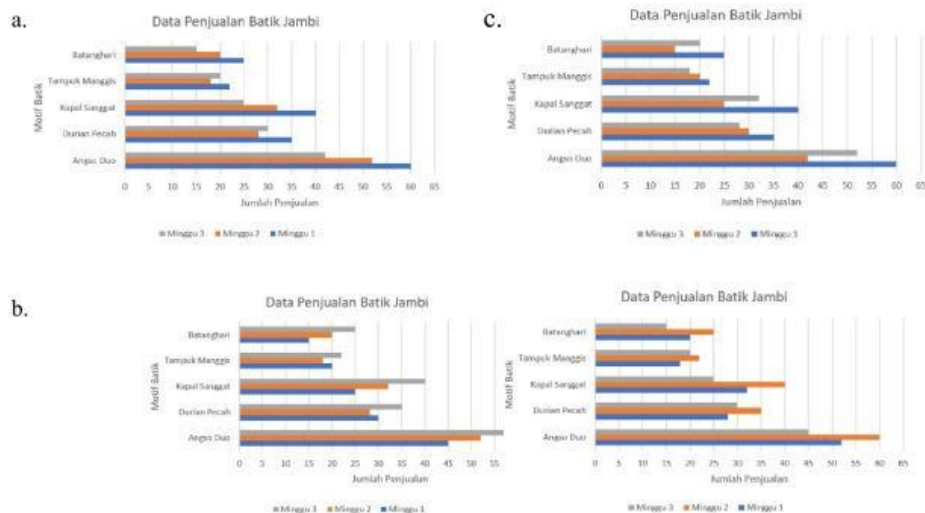 a.
Data Penjualan Batik Jambi
Motif Batik
Batanghari
Tampuk Manggis
Kapal Sanggat
Durian Pecah
Angso Duo
0 5 10 15 20 25 30 35 40 45 50 55 60 65
Jumlah Penjualan
Minggu 3 Minggu 2 Minggu 1
c.
Data Penjualan Batik Jambi
Motif Batik
Batanghari
Tampuk Manggis
Kapal Sanggat
Durian Pecah
Angso Duo
0 5 10 15 20 25 30 35 40 45 50 55 60 65
Jumlah Penjualan
Minggu 3 Minggu 2 Minggu 1
b.
Data Penjualan Batik Jambi
Motif Batik
Batanghari
Tampuk Manggis
Kapal Sanggat
Durian Pecah
Angso Duo
0 5 10 15 20 25 30 35 40 45 50 55
Jumlah Penjualan
Minggu 3 Minggu 2 Minggu 1
Data Penjualan Batik Jambi
Motif Batik
Batanghari
Tampuk Manggis
Kapal Sanggat
Durian Pecah
Angso Duo
0 5 10 15 20 25 30 35 40 45 50 55 60 65
Jumlah Penjualan
Minggu 3 Minggu 2 Minggu 1